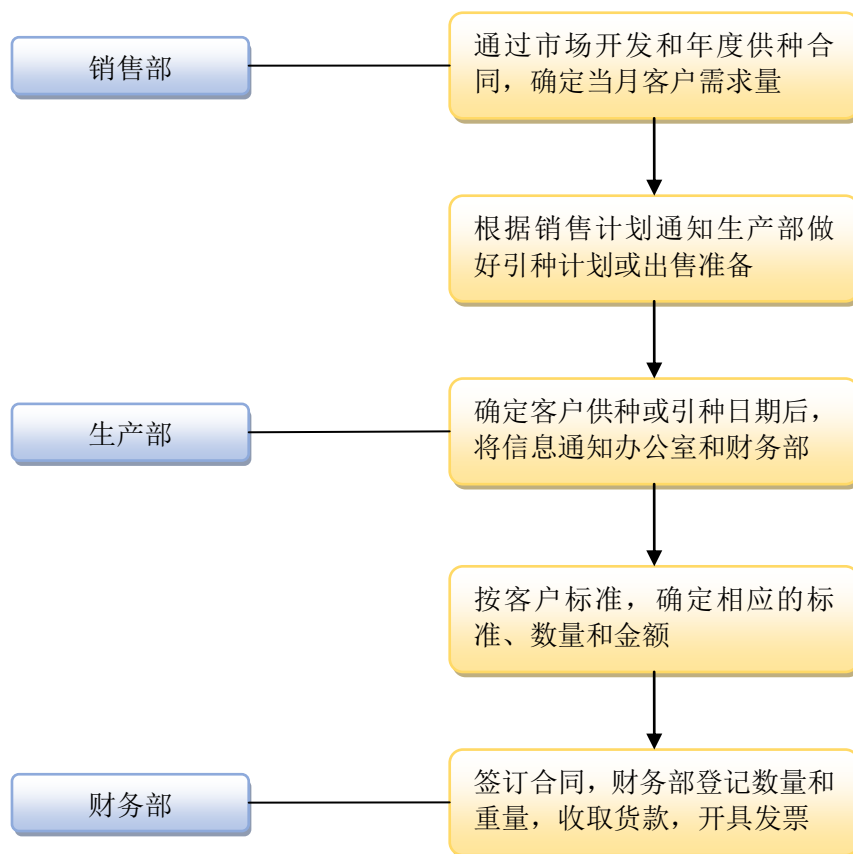 销售部
通过市场开发和年度供种合
同，确定当月客户需求量
根据销售计划通知生产部做
好引种计划或出售准备
生产部
确定客户供种或引种日期后，
将信息通知办公室和财务部
按客户标准，确定相应的标
准、数量和金额
财务部
签订合同，财务部登记数量和
重量，收取货款，开具发票